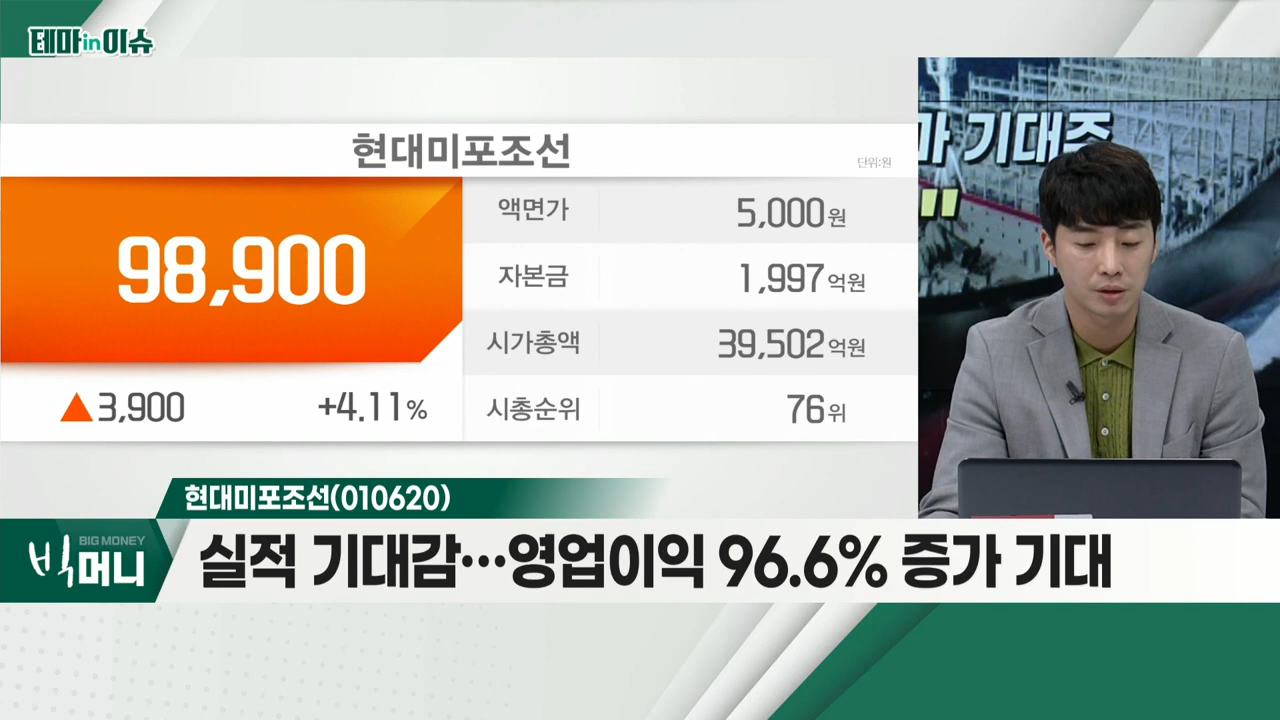 테마in이슈
현대미포조선
단위:원
98,900
▲3,900 +4.11%
액면가 5,000원
자본금 1,997억원
시가총액 39,502억원
시총순위 76위
기대주
"
현대미포조선(010620)
BIG MONEY
빅머니
실적 기대감…영업이익 96.6% 증가 기대